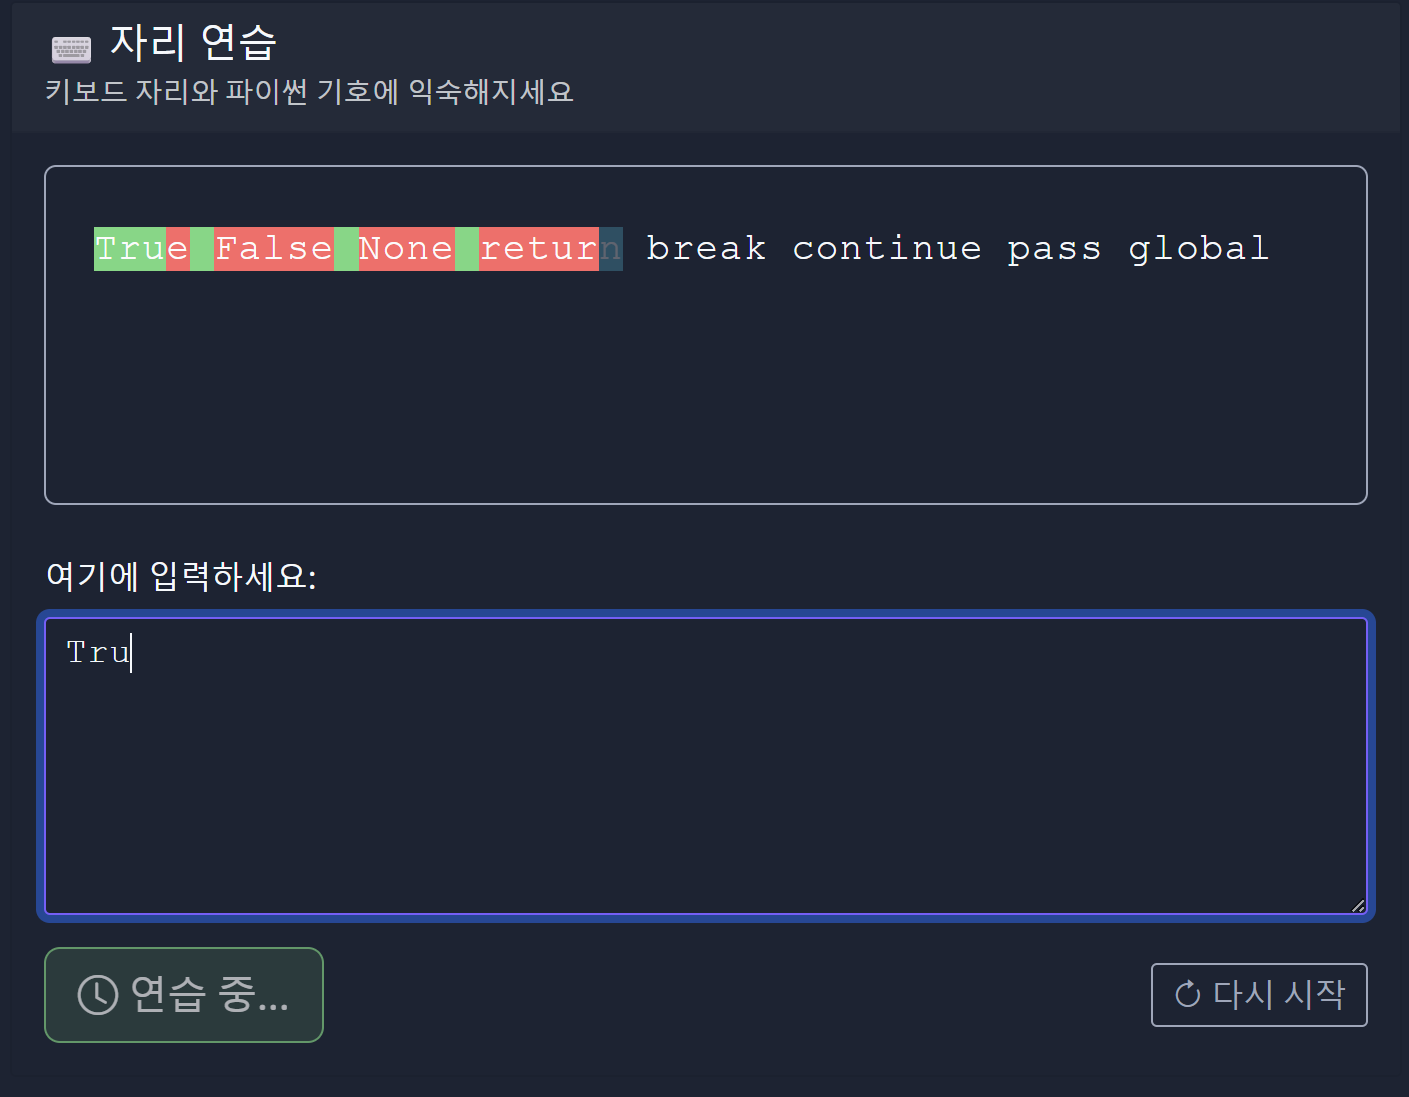 자리 연습
키보드 자리와 파이썬 기호에 익숙해지세요
True False None return break continue pass global
여기에 입력하세요:
Tru
연습 중...
다시 시작